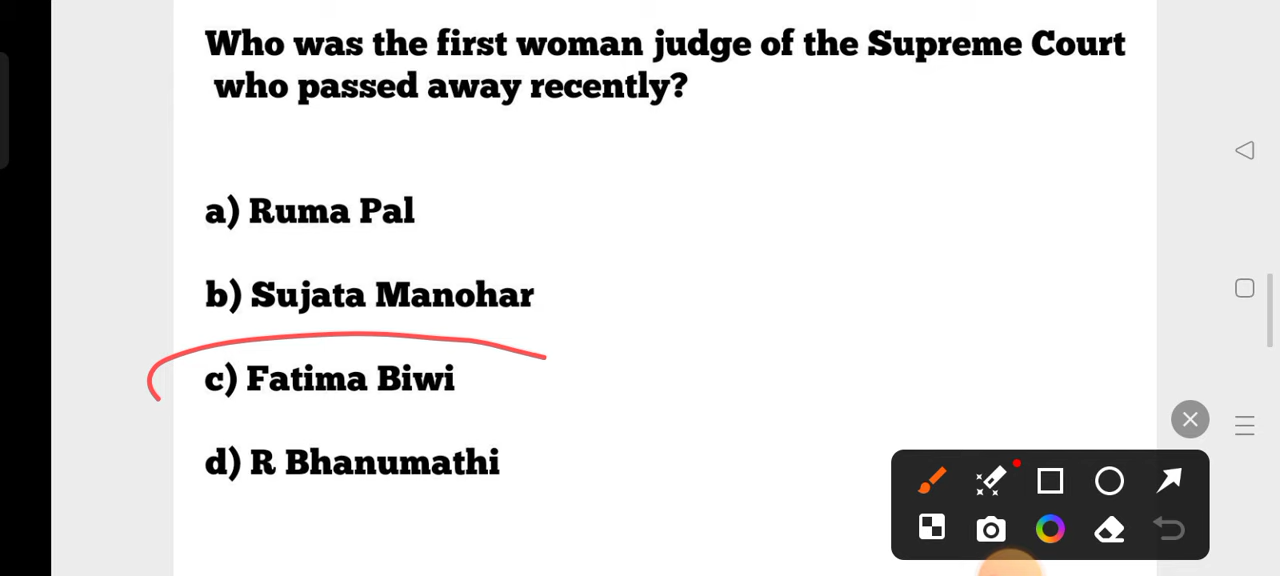 Who was the first woman judge of the Supreme Court
who passed away recently?
a) Ruma Pal
b) Sujata Manohar
c) Fatima Biwi
d) R Bhanumathi